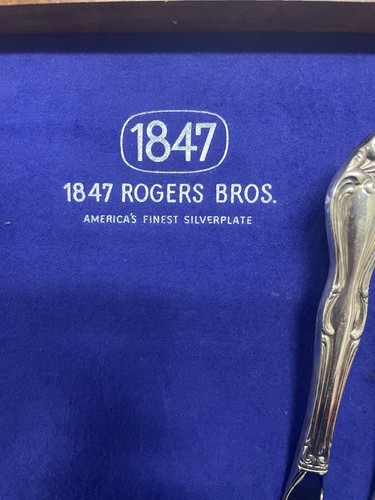 1847
1847 ROGERS BROS.
AMERICA'S FINEST SILVERPLATE